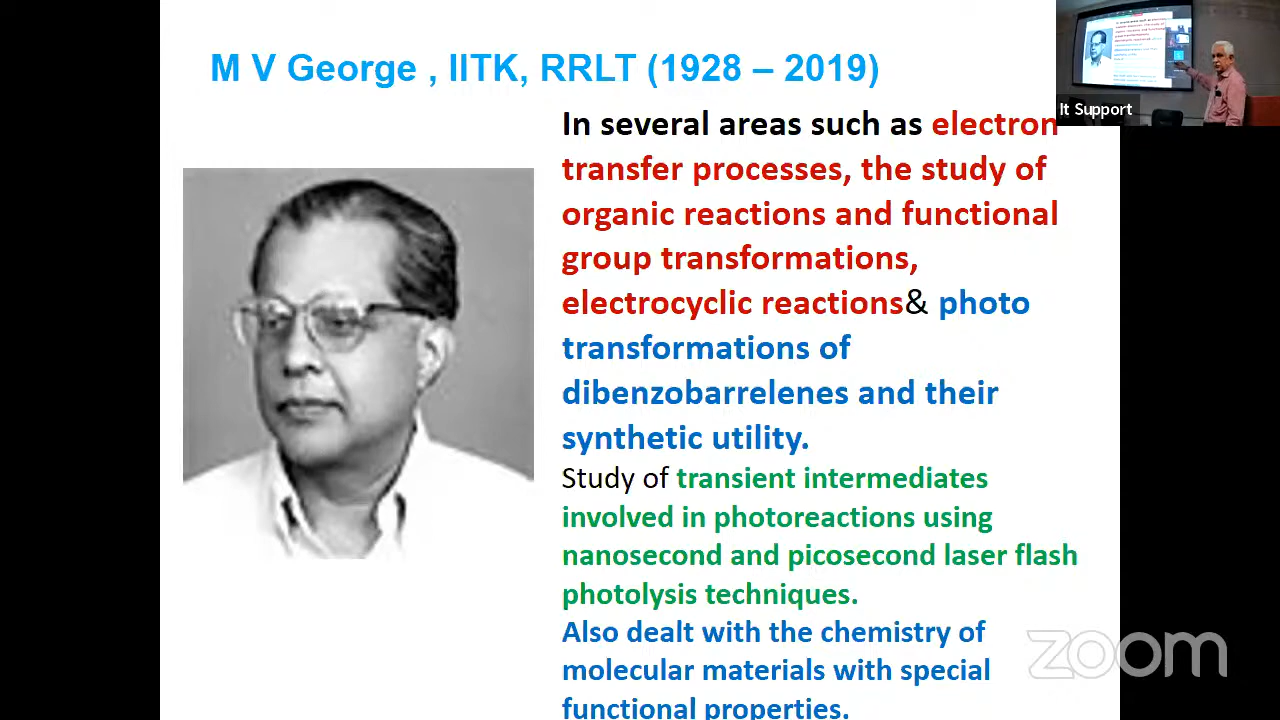 M V George , IITK, RRLT (1928 – 2019)
In several areas such as electron
transfer processes, the study of
organic reactions and functional
group transformations,
electrocyclic reactions& photo
transformations of
dibenzobarrelenes and their
synthetic utility.
Study of transient intermediates
involved in photoreactions using
nanosecond and picosecond laser flash
photolysis techniques.
Also dealt with the chemistry of
molecular materials with special
functional properties.
It Support
zoom